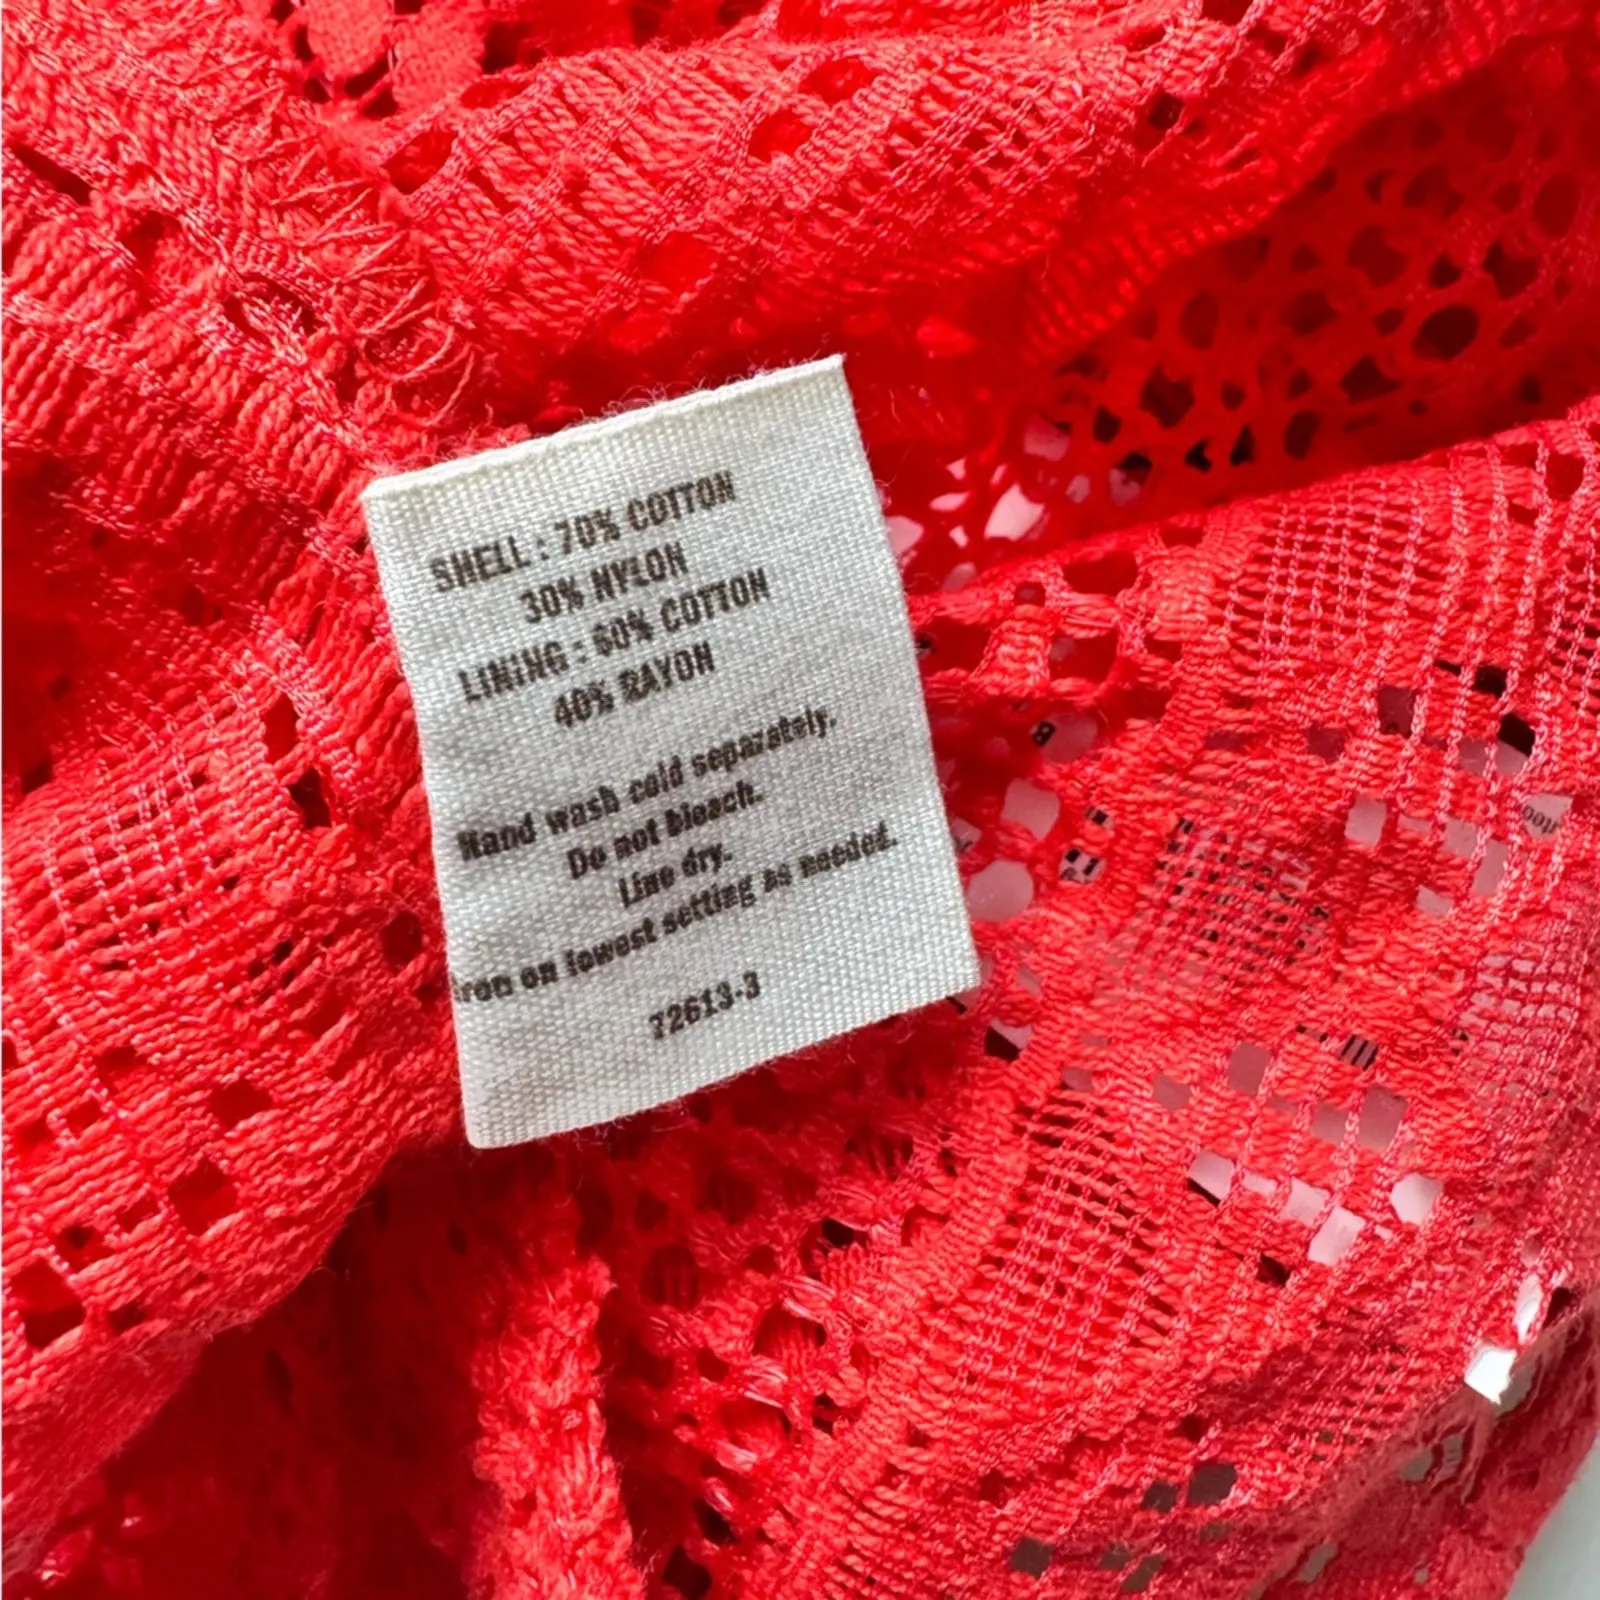 SHELL : 70% COTTON
30% NYLON
LINING : 60% COTTON
40% RAYON
Hand wash cold separately.
Do not bleach.
Line dry.
Iron on lowest setting as needed.
72613-3